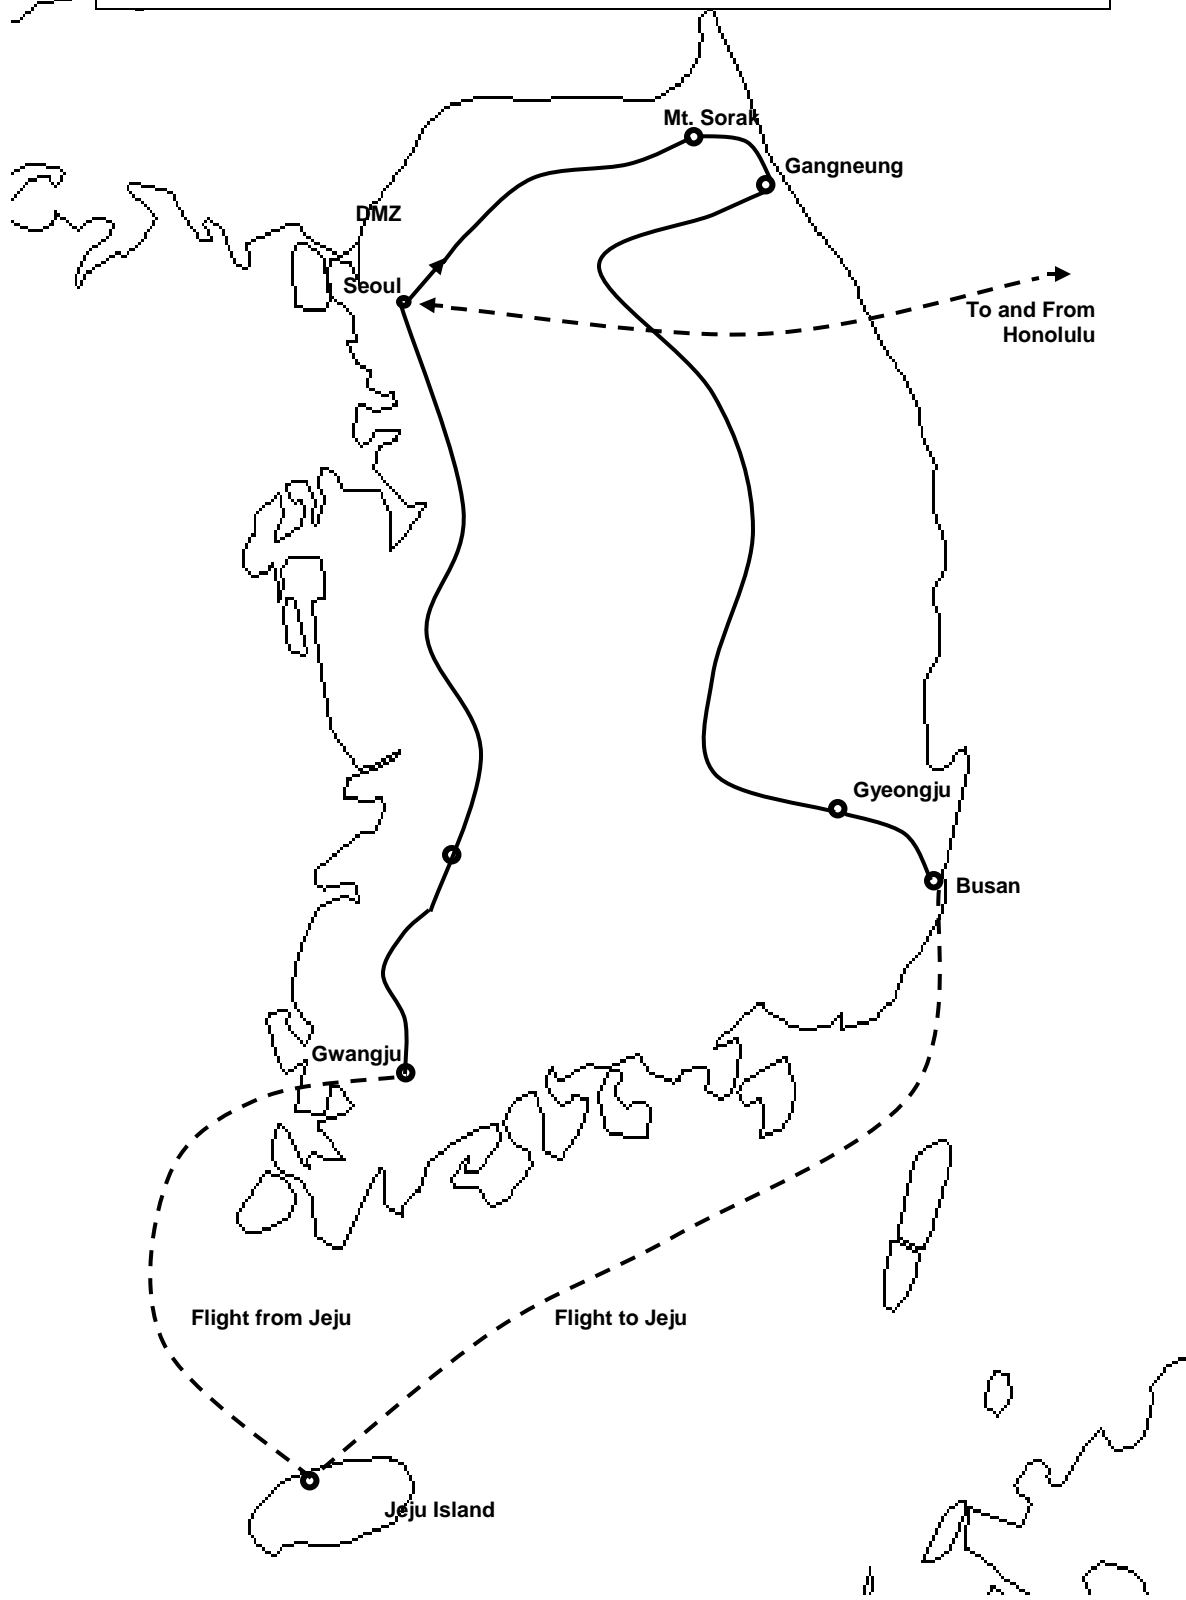 Mt. Sorak
Gangneung
DMZ
Seoul
To and From
Honolulu
Gyeongju
Busan
Gwangju
Flight from Jeju
Flight to Jeju
Jeju Island